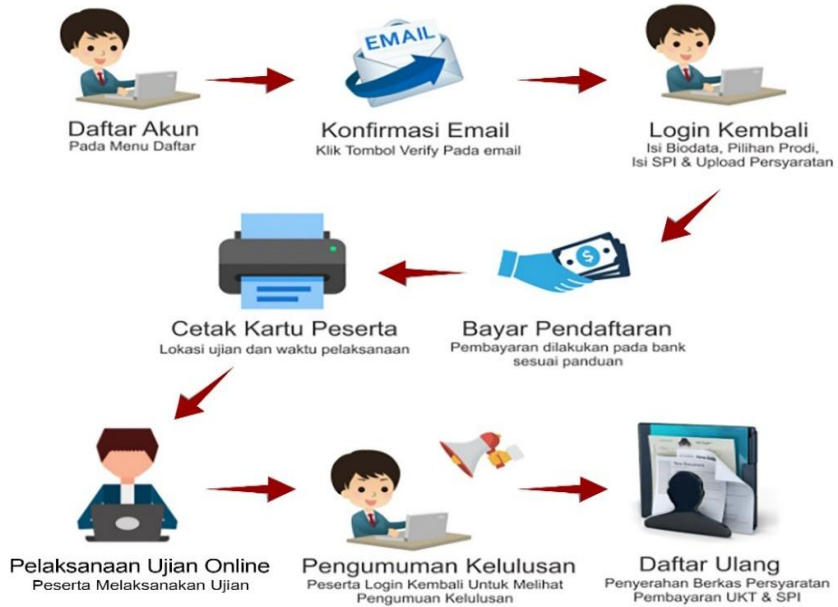 EMAIL
Daftar Akun
Pada Menu Daftar
Konfirmasi Email
Klik Tombol Verify Pada email
Login Kembali
Isi Biodata, Pilihan Prodi,
Isi SPI & Upload Persyaratan
Cetak Kartu Peserta
Lokasi ujian dan waktu pelaksanaan
Bayar Pendaftaran
Pembayaran dilakukan pada bank
sesuai panduan
Pelaksanaan Ujian Online
Peserta Melaksanakan Ujian
Pengumuman Kelulusan
Peserta Login Kembali Untuk Melihat
Pengumuan Kelulusan
Daftar Ulang
Penyerahan Berkas Persyaratan
Pembayaran UKT & SPI